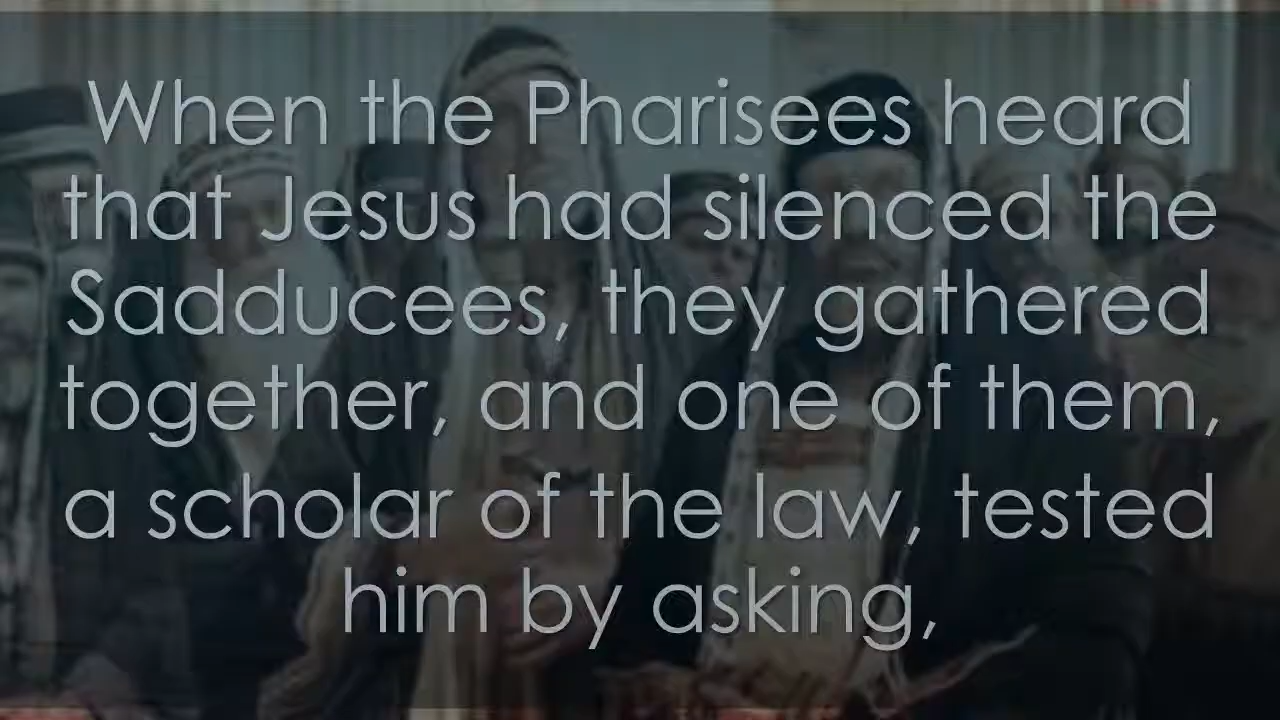 When the Pharisees heard
that Jesus had silenced the
Sadducees, they gathered
together, and one of them,
a scholar of the law, tested
him by asking,